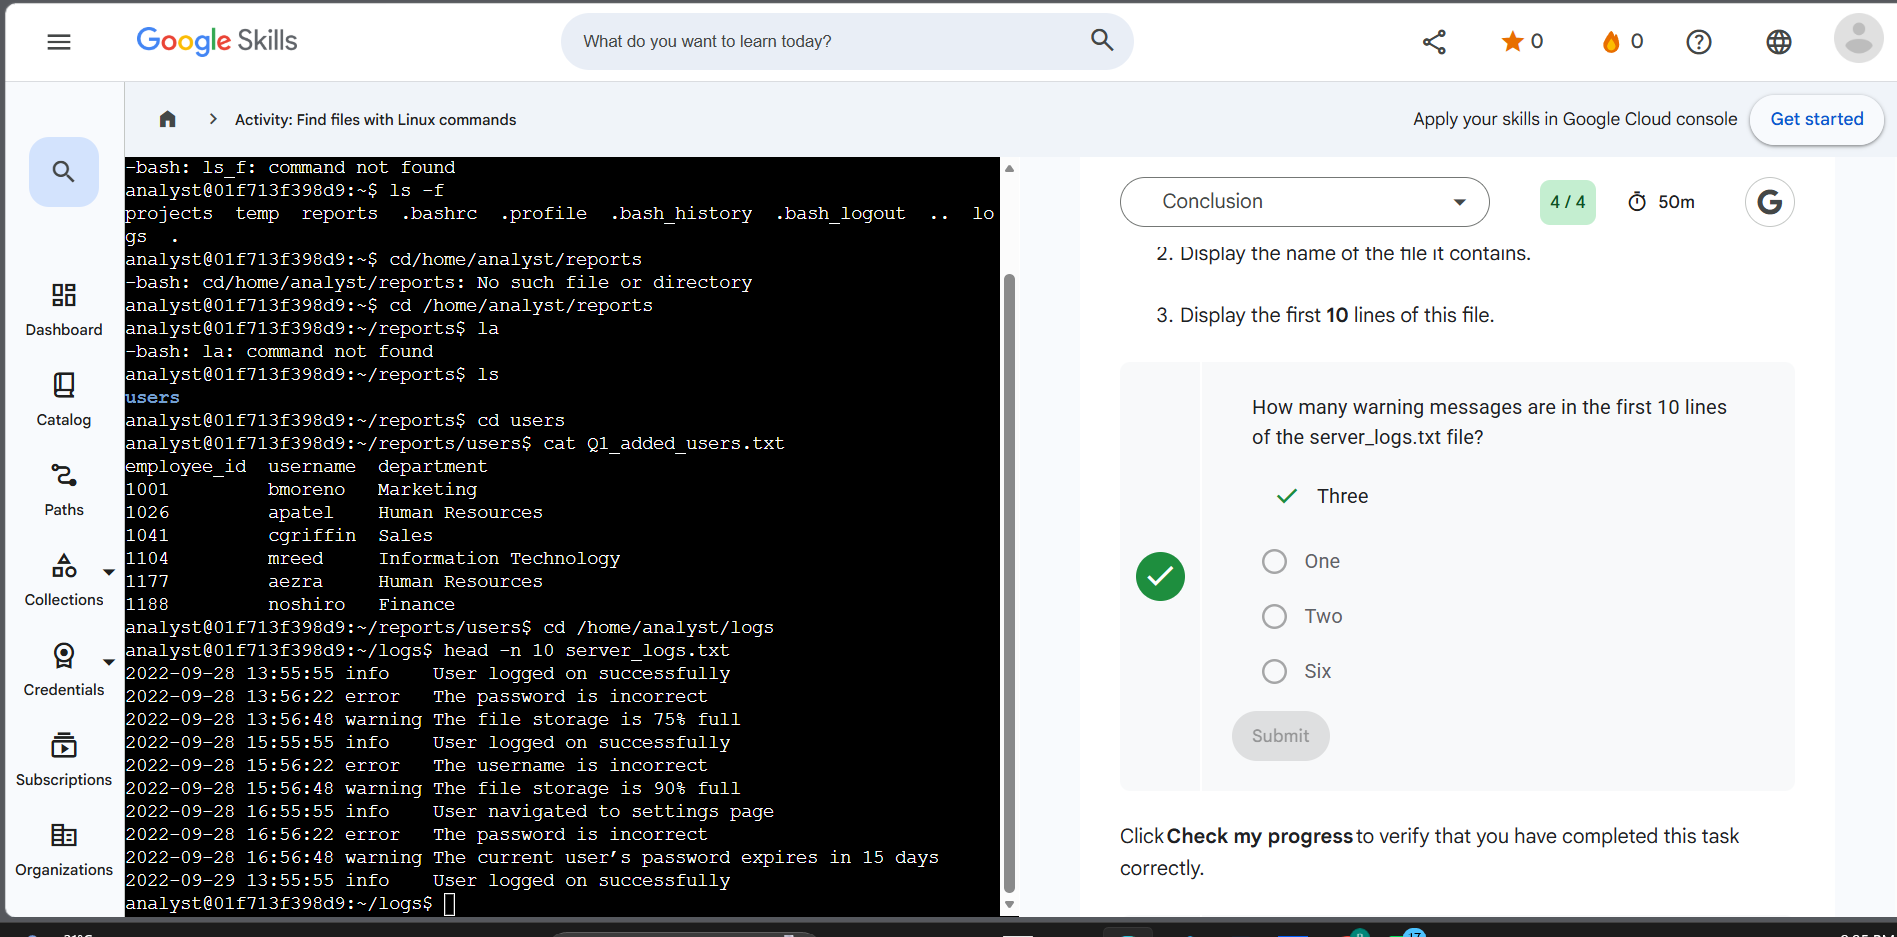 Google Skills
What do you want to learn today?
0
0
Activity: Find files with Linux commands
Apply your skills in Google Cloud console
Get started
Dashboard
Catalog
Paths
Collections
Credentials
Subscriptions
Organizations
-bash: ls_f: command not found
analyst@01f713f398d9:~$ ls -f
projects  temp  reports  .bashrc  .profile  .bash_history  .bash_logout  ..  lo
gs  .
analyst@01f713f398d9:~$ cd/home/analyst/reports
-bash: cd/home/analyst/reports: No such file or directory
analyst@01f713f398d9:~$ cd /home/analyst/reports
analyst@01f713f398d9:~/reports$ la
-bash: la: command not found
analyst@01f713f398d9:~/reports$ ls
users
analyst@01f713f398d9:~/reports$ cd users
analyst@01f713f398d9:~/reports/users$ cat Q1_added_users.txt
employee_id  username  department
1001         bmoreno   Marketing
1026         apatel    Human Resources
1041         cgriffin  Sales
1104         mreed     Information Technology
1177         aezra     Human Resources
1188         noshiro   Finance
analyst@01f713f398d9:~/reports/users$ cd /home/analyst/logs
analyst@01f713f398d9:~/logs$ head -n 10 server_logs.txt
2022-09-28 13:55:55 info    User logged on successfully
2022-09-28 13:56:22 error   The password is incorrect
2022-09-28 13:56:48 warning The file storage is 75% full
2022-09-28 15:55:55 info    User logged on successfully
2022-09-28 15:56:22 error   The username is incorrect
2022-09-28 15:56:48 warning The file storage is 90% full
2022-09-28 16:55:55 info    User navigated to settings page
2022-09-28 16:56:22 error   The password is incorrect
2022-09-28 16:56:48 warning The current user's password expires in 15 days
2022-09-29 13:55:55 info    User logged on successfully
analyst@01f713f398d9:~/logs$
Conclusion
4 / 4
50m
G
2. Display the name of the file it contains.
3. Display the first 10 lines of this file.
How many warning messages are in the first 10 lines
of the server_logs.txt file?
Three
One
Two
Six
Submit
Click Check my progress to verify that you have completed this task
correctly.